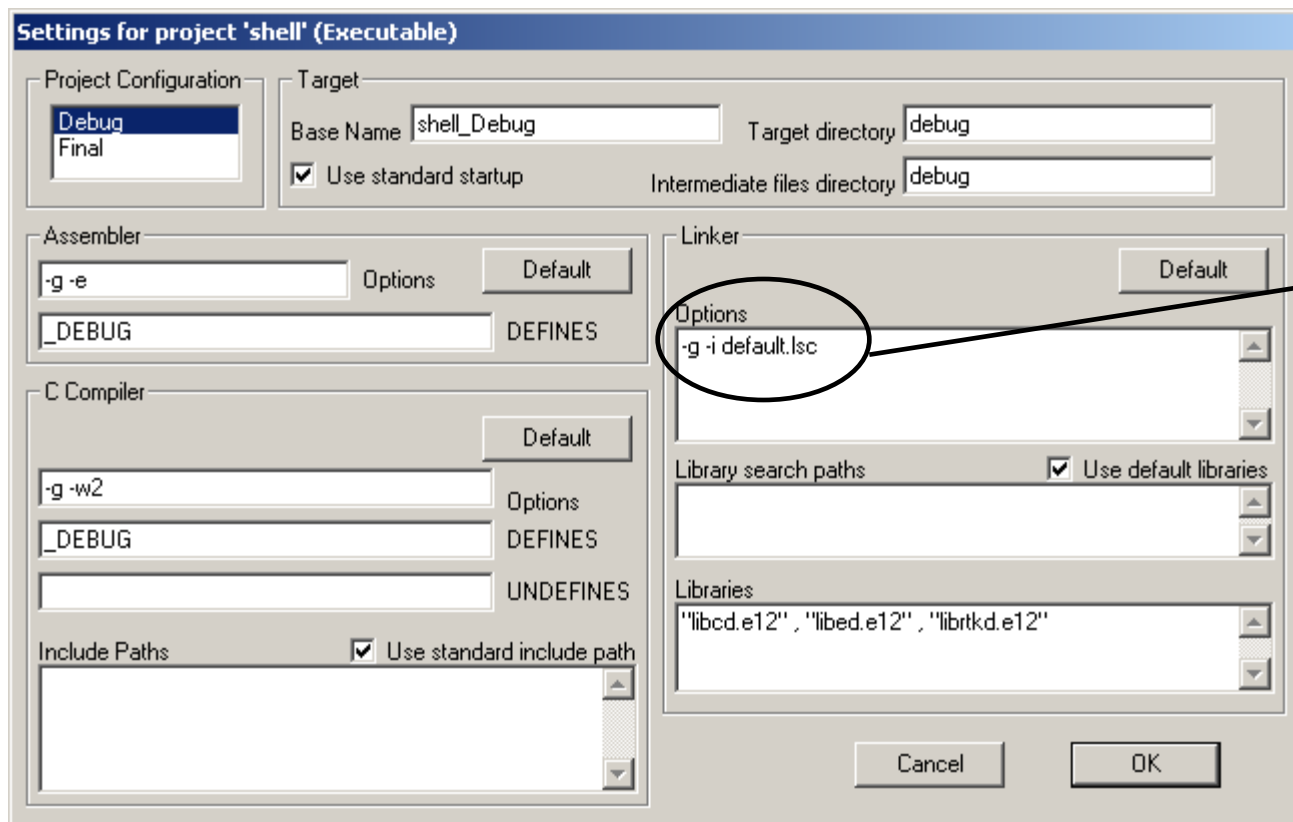 Settings for project 'shell' (Executable)
Project Configuration
Debug
Final
Target
Base Name shell_Debug
Target directory debug
Use standard startup
Intermediate files directory debug
Assembler
-g -e Options Default
_DEBUG DEFINES
C Compiler
Default
-g -w2 Options
_DEBUG DEFINES
UNDEFINES
Include Paths Use standard include path
Linker
Default
Options
-g -i default.lsc
Library search paths Use default libraries
Libraries
"libcd.e12" , "libed.e12" , "librtkd.e12"
Cancel OK